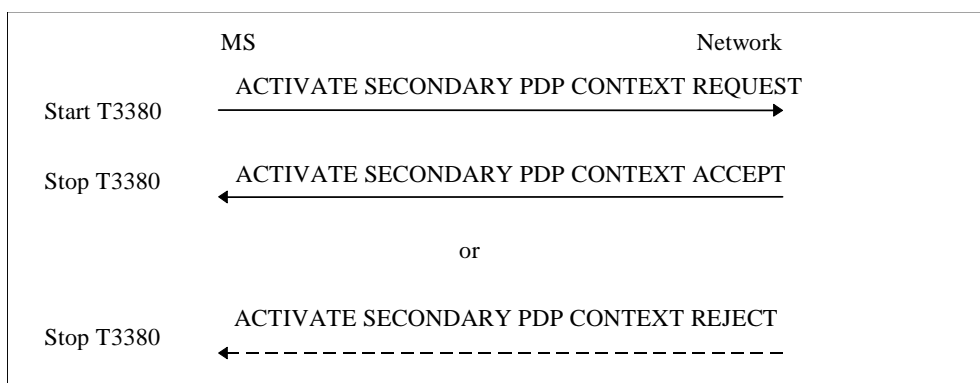 MS Network
ACTIVATE SECONDARY PDP CONTEXT REQUEST
Start T3380
Stop T3380 ACTIVATE SECONDARY PDP CONTEXT ACCEPT
or
ACTIVATE SECONDARY PDP CONTEXT REJECT
Stop T3380